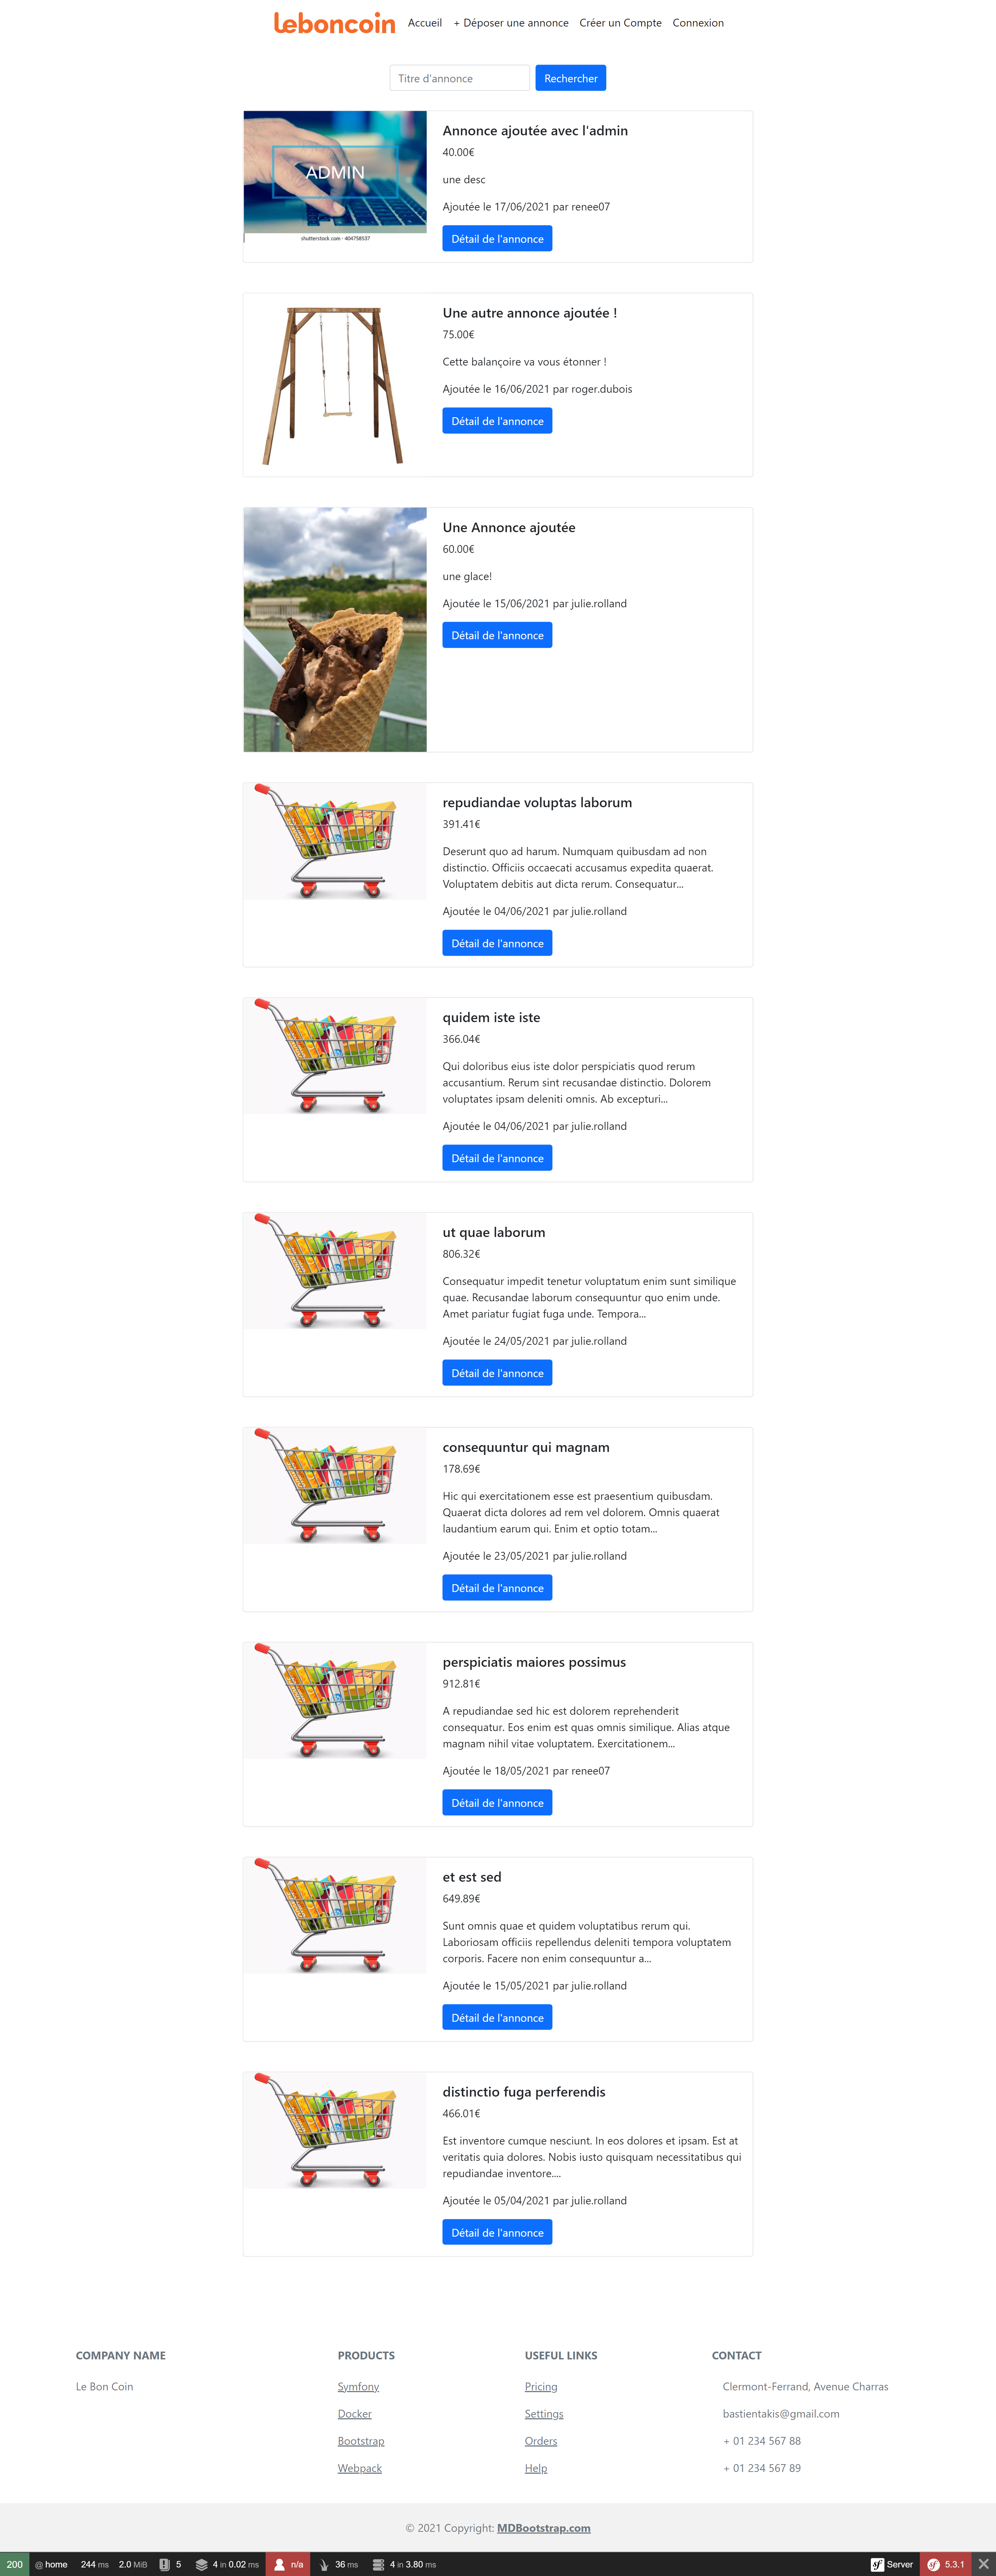 leboncoin Accueil + Déposer une annonce Créer un Compte Connexion
Titre d'annonce Rechercher
ADMIN
shutterstock.com · 404758537
Annonce ajoutée avec l'admin
40.00€
une desc
Ajoutée le 17/06/2021 par renee07
Détail de l'annonce
Une autre annonce ajoutée !
75.00€
Cette balançoire va vous étonner !
Ajoutée le 16/06/2021 par roger.dubois
Détail de l'annonce
Une Annonce ajoutée
60.00€
une glace!
Ajoutée le 15/06/2021 par julie.rolland
Détail de l'annonce
repudiandae voluptas laborum
391.41€
Deserunt quo ad harum. Numquam quibusdam ad non
distinctio. Officiis occaecati accusamus expedita quaerat.
Voluptatem debitis aut dicta rerum. Consequatur...
Ajoutée le 04/06/2021 par julie.rolland
Détail de l'annonce
quidem iste iste
366.04€
Qui doloribus eius iste dolor perspiciatis quod rerum
accusantium. Rerum sint recusandae distinctio. Dolorem
voluptates ipsam deleniti omnis. Ab excepturi...
Ajoutée le 04/06/2021 par julie.rolland
Détail de l'annonce
ut quae laborum
806.32€
Consequatur impedit tenetur voluptatum enim sunt similique
quae. Recusandae laborum consequuntur quo enim unde.
Amet pariatur fugiat fuga unde. Tempora...
Ajoutée le 24/05/2021 par julie.rolland
Détail de l'annonce
consequuntur qui magnam
178.69€
Hic qui exercitationem esse est praesentium quibusdam.
Quaerat dicta dolores ad rem vel dolorem. Omnis quaerat
laudantium earum qui. Enim et optio totam...
Ajoutée le 23/05/2021 par julie.rolland
Détail de l'annonce
perspiciatis maiores possimus
912.81€
A repudiandae sed hic est dolorem reprehenderit
consequatur. Eos enim est quas omnis similique. Alias atque
magnam nihil vitae voluptatem. Exercitationem...
Ajoutée le 18/05/2021 par renee07
Détail de l'annonce
et est sed
649.89€
Sunt omnis quae et quidem voluptatibus rerum qui.
Laboriosam officiis repellendus deleniti tempora voluptatem
corporis. Facere non enim consequuntur a...
Ajoutée le 15/05/2021 par julie.rolland
Détail de l'annonce
distinctio fuga perferendis
466.01€
Est inventore cumque nesciunt. In eos dolores et ipsam. Est at
veritatis quia dolores. Nobis iusto quisquam necessitatibus qui
repudiandae inventore....
Ajoutée le 05/04/2021 par julie.rolland
Détail de l'annonce
COMPANY NAME
Le Bon Coin
PRODUCTS
Symfony
Docker
Bootstrap
Webpack
USEFUL LINKS
Pricing
Settings
Orders
Help
CONTACT
Clermont-Ferrand, Avenue Charras
bastientakis@gmail.com
+ 01 234 567 88
+ 01 234 567 89
© 2021 Copyright: MDBootstrap.com
200 @ home 244 ms 2.0 MiB 5 4 in 0.02 ms n/a 36 ms 4 in 3.80 ms sf Server sf 5.3.1